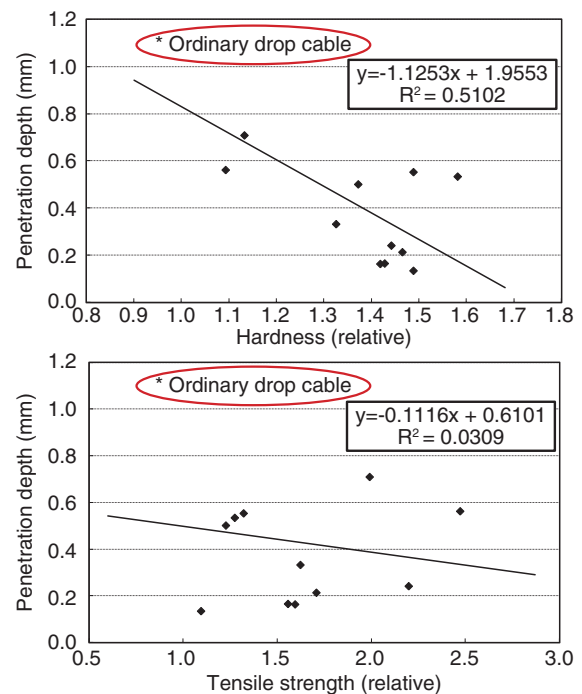 1.2
* Ordinary drop cable
1.0
y=-1.1253x + 1.9553
R² = 0.5102
0.8
0.6
0.4
0.2
0.0
Penetration depth (mm)
0.8 0.9 1.0 1.1 1.2 1.3 1.4 1.5 1.6 1.7 1.8
Hardness (relative)
1.2
* Ordinary drop cable
1.0
y=-0.1116x + 0.6101
R² = 0.0309
0.8
0.6
0.4
0.2
0.0
Penetration depth (mm)
0.5 1.0 1.5 2.0 2.5 3.0
Tensile strength (relative)